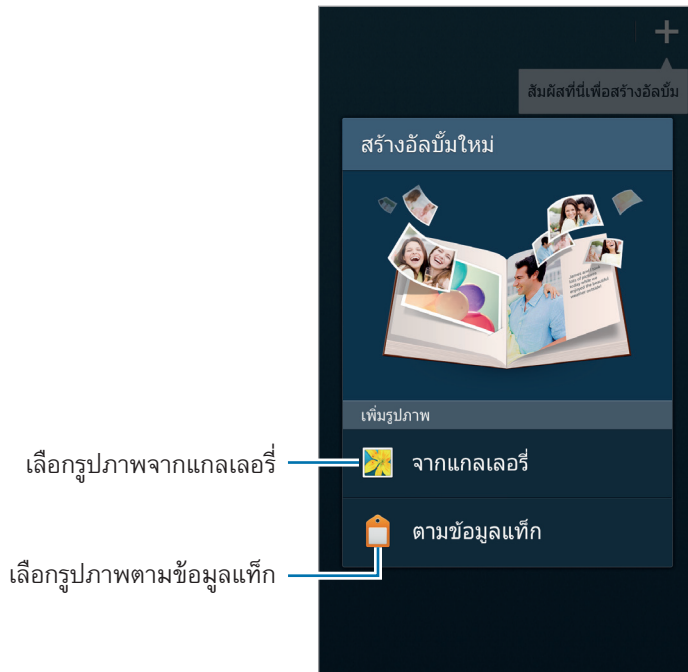 +
สัมผัสที่นี่เพื่อสร้างอัลบั้ม
สร้างอัลบั้มใหม่
เพิ่มรูปภาพ
เลือกรูปภาพจากแกลเลอรี่
จากแกลเลอรี่
ตามข้อมูลแท็ก
เลือกรูปภาพตามข้อมูลแท็ก